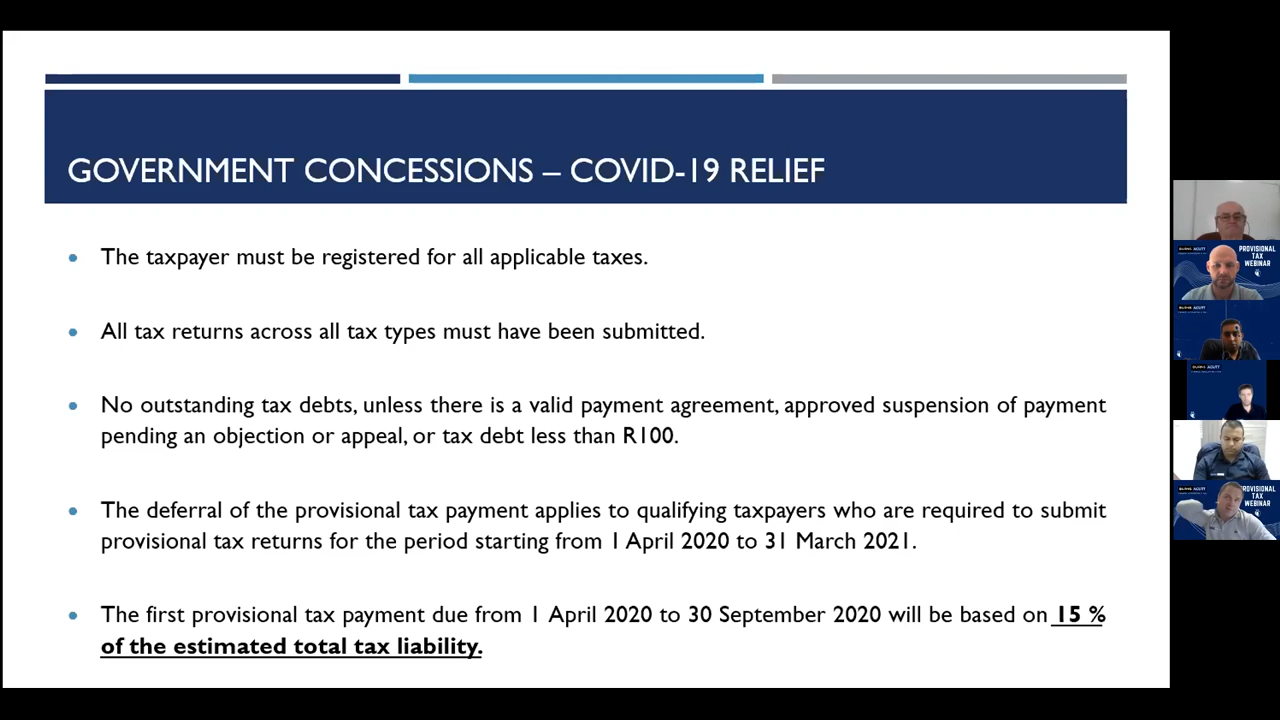 GOVERNMENT CONCESSIONS – COVID-19 RELIEF
• The taxpayer must be registered for all applicable taxes.
• All tax returns across all tax types must have been submitted.
• No outstanding tax debts, unless there is a valid payment agreement, approved suspension of payment
pending an objection or appeal, or tax debt less than R100.
• The deferral of the provisional tax payment applies to qualifying taxpayers who are required to submit
provisional tax returns for the period starting from 1 April 2020 to 31 March 2021.
• The first provisional tax payment due from 1 April 2020 to 30 September 2020 will be based on 15 %
of the estimated total tax liability.
PROVISIONAL
TAX
WEBINAR
PROVISIONAL
TAX
WEBINAR